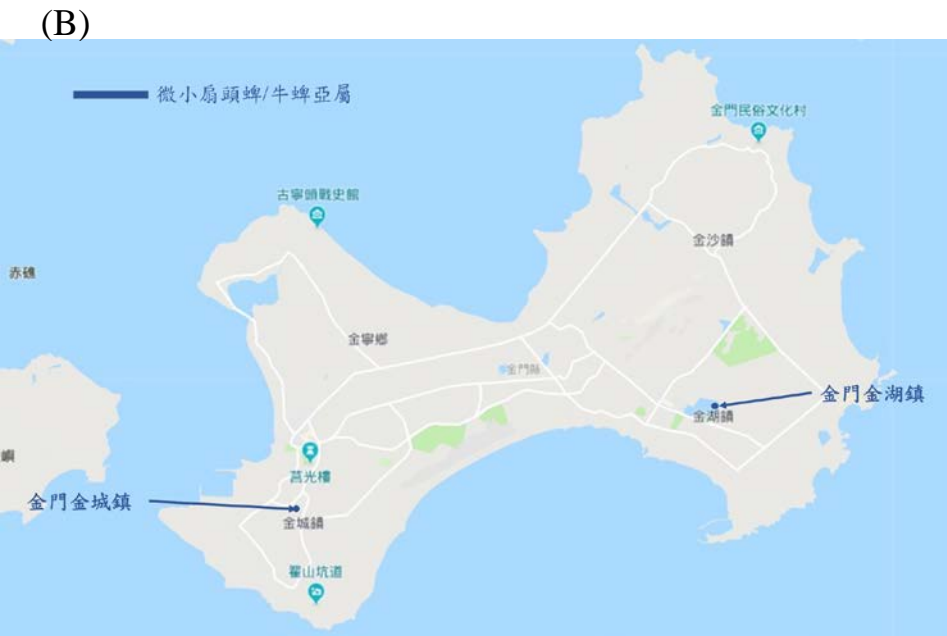 (B)
微小扇頭蜱/牛蜱亞屬
金門民俗文化村
古寧頭戰史館
金沙鎮
赤礁
金寧鄉
金門縣
金門金湖鎮
金湖鎮
嶼
莒光樓
金門金城鎮
金城鎮
翟山坑道